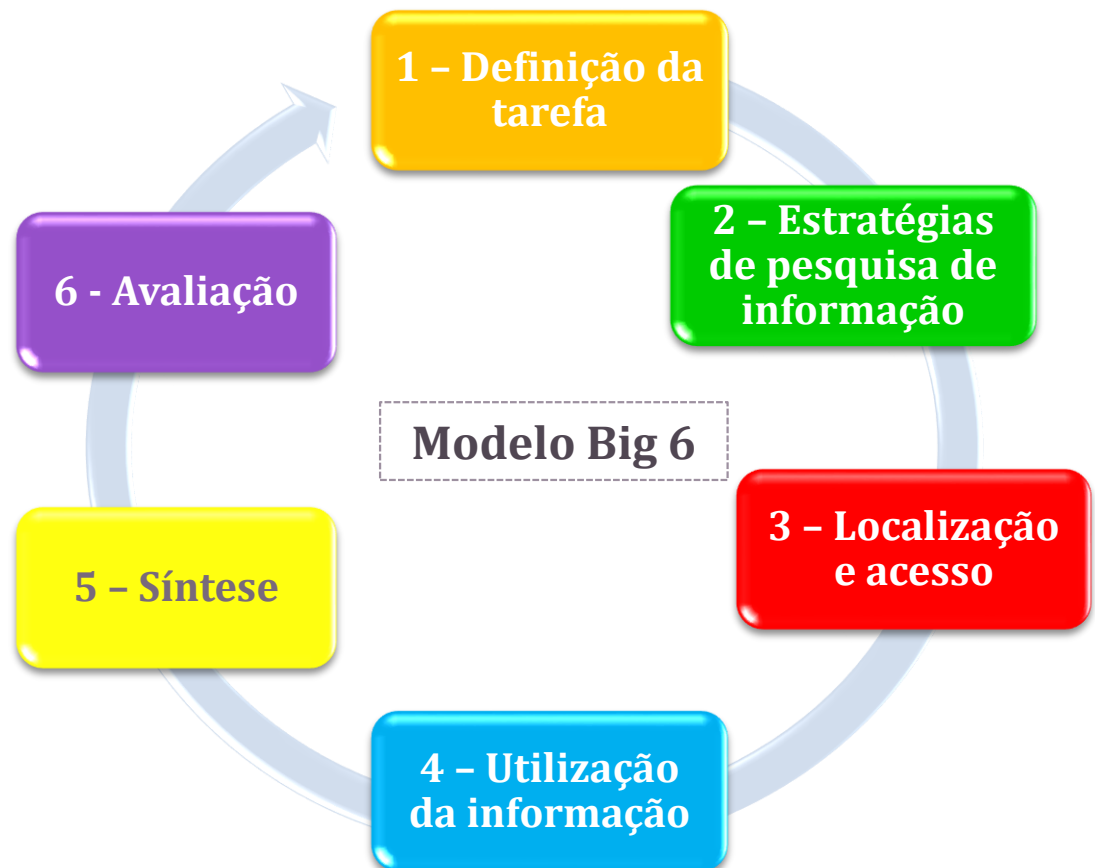 1 – Definição da
tarefa
2 – Estratégias
de pesquisa de
informação
3 – Localização
e acesso
4 – Utilização
da informação
5 – Síntese
6 - Avaliação
Modelo Big 6